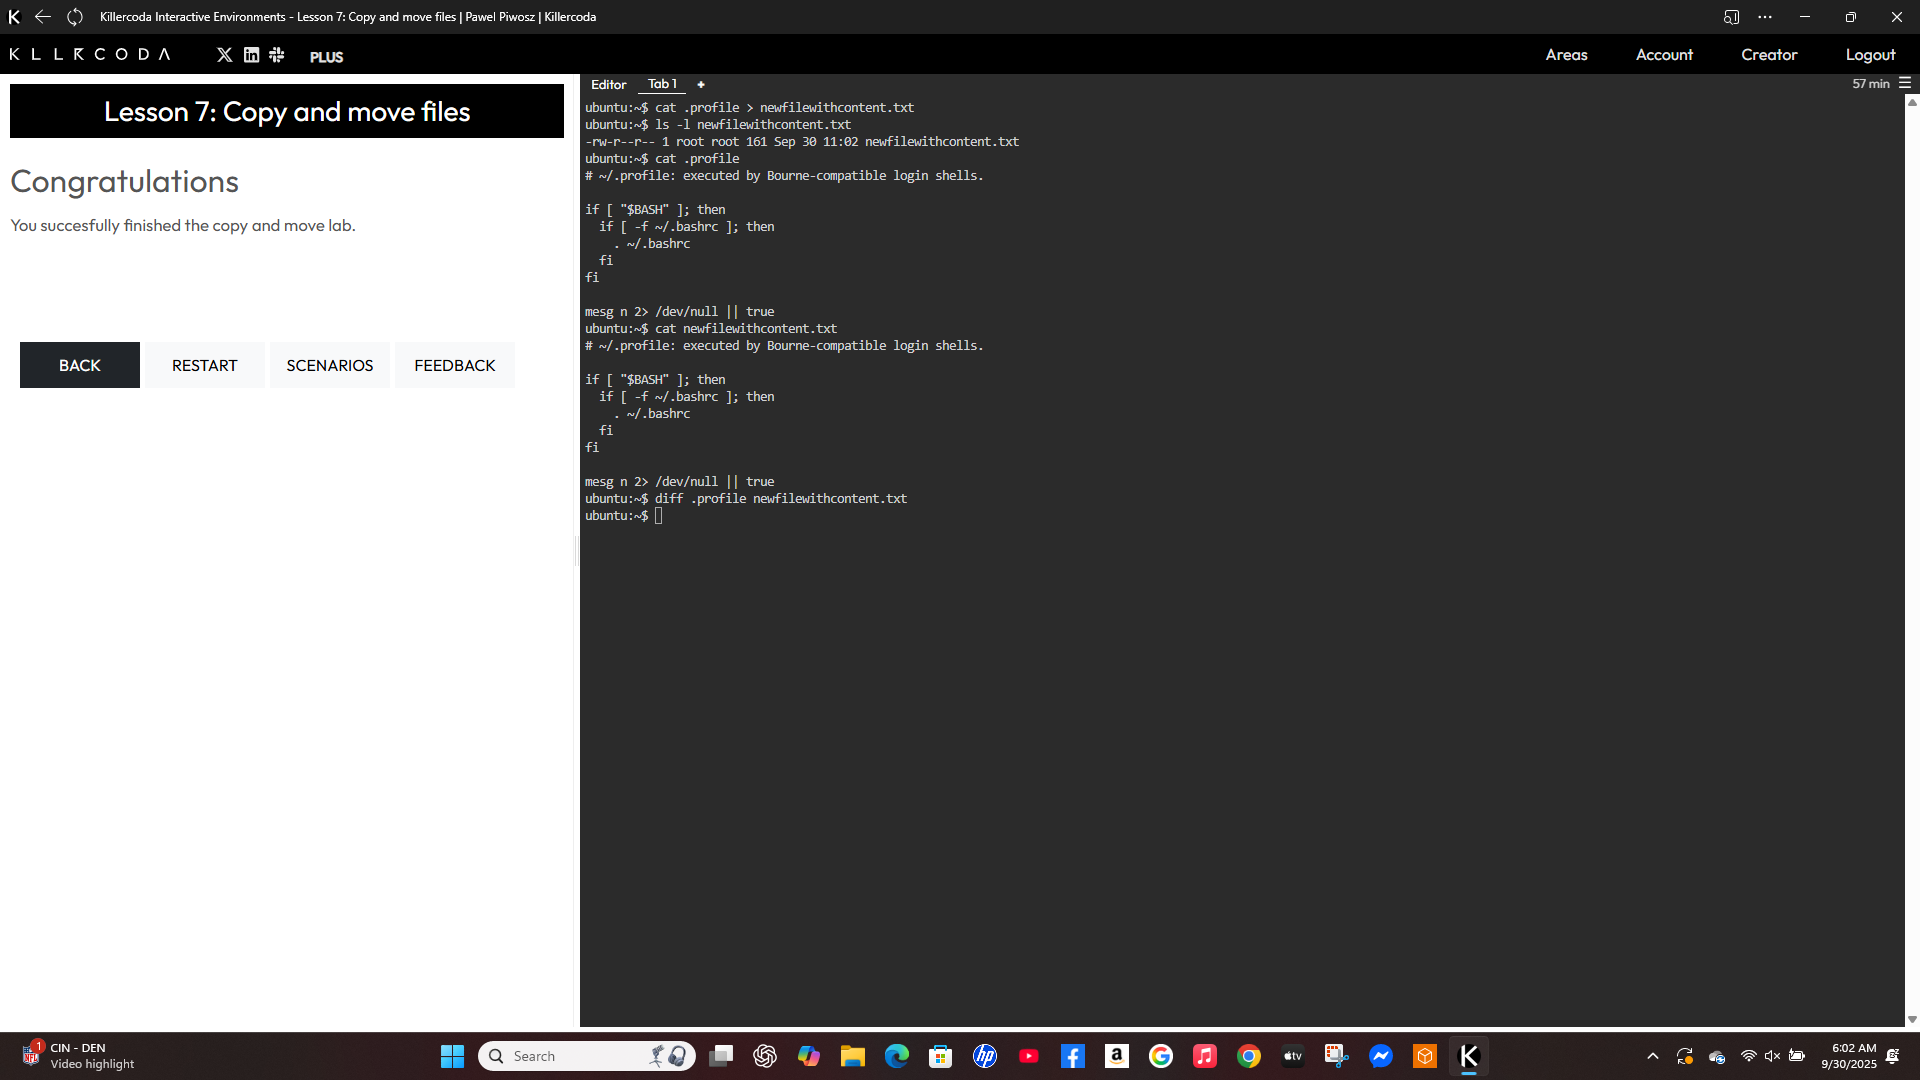 Killercoda Interactive Environments - Lesson 7: Copy and move files | Pawel Piwosz | Killercoda
KLLRCODA
PLUS
Areas
Account
Creator
Logout
Lesson 7: Copy and move files
Congratulations
You succesfully finished the copy and move lab.
BACK
RESTART
SCENARIOS
FEEDBACK
Editor
Tab 1
+
57 min
ubuntu:~$ cat .profile > newfilewithcontent.txt
ubuntu:~$ ls -l newfilewithcontent.txt
-rw-r--r-- 1 root root 161 Sep 30 11:02 newfilewithcontent.txt
ubuntu:~$ cat .profile
# ~/.profile: executed by Bourne-compatible login shells.
if [ "$BASH" ]; then
  if [ -f ~/.bashrc ]; then
    . ~/.bashrc
  fi
fi
mesg n 2> /dev/null || true
ubuntu:~$ cat newfilewithcontent.txt
# ~/.profile: executed by Bourne-compatible login shells.
if [ "$BASH" ]; then
  if [ -f ~/.bashrc ]; then
    . ~/.bashrc
  fi
fi
mesg n 2> /dev/null || true
ubuntu:~$ diff .profile newfilewithcontent.txt
ubuntu:~$
1
NFL
CIN - DEN
Video highlight
Search
hp
a
G
tv
K
6:02 AM
9/30/2025